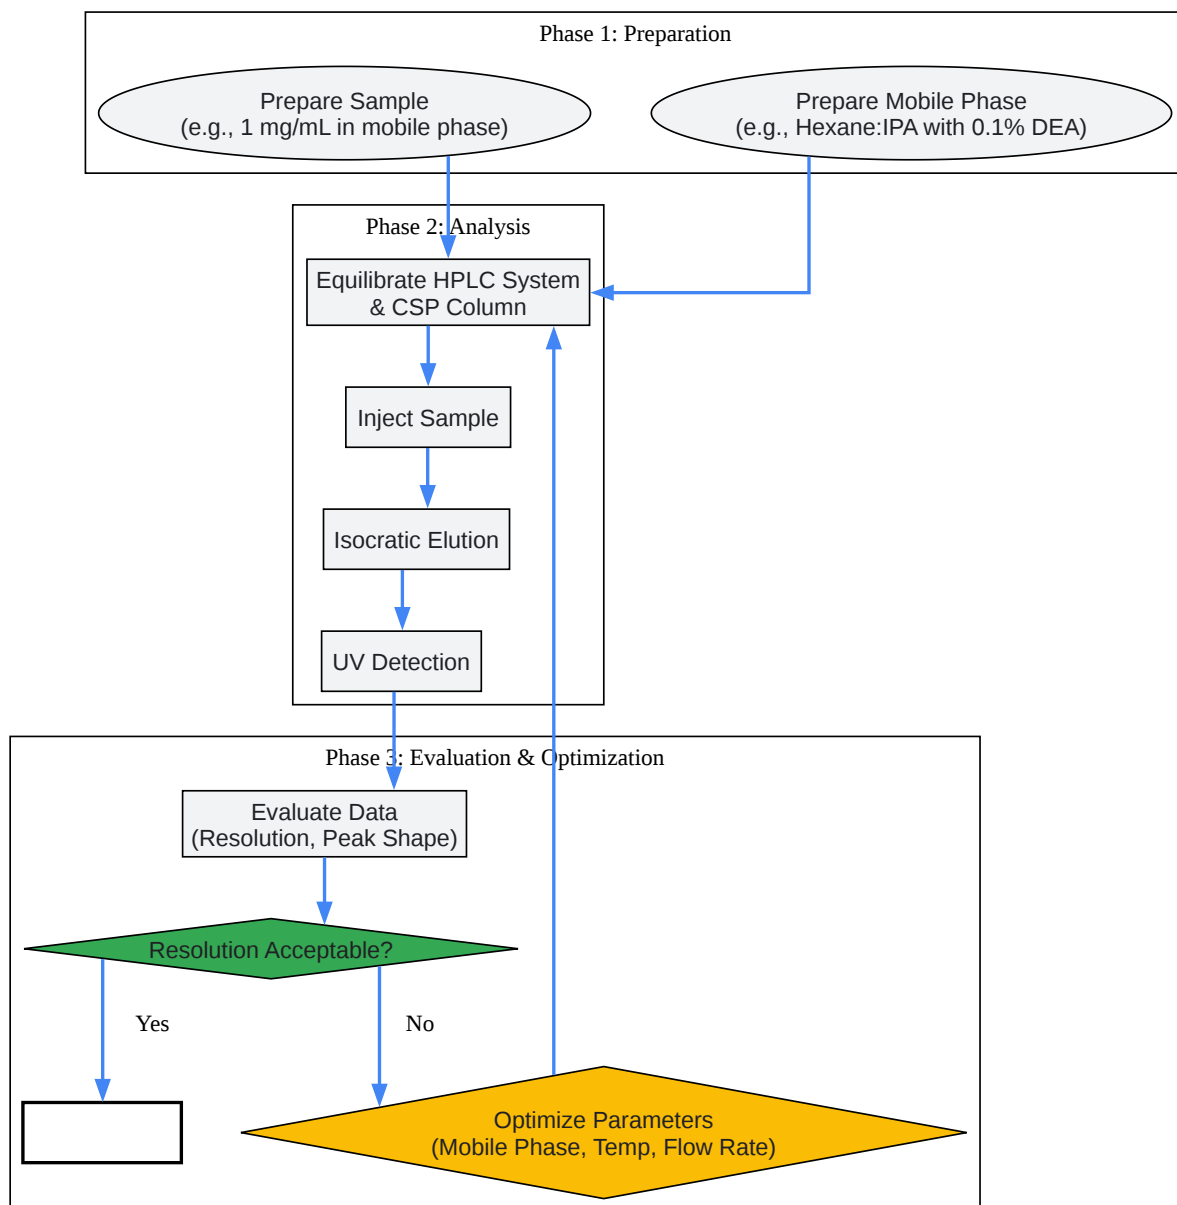 Phase 1: Preparation
Prepare Sample
(e.g., 1 mg/mL in mobile phase)
Prepare Mobile Phase
(e.g., Hexane:IPA with 0.1% DEA)
Phase 2: Analysis
Equilibrate HPLC System
& CSP Column
Inject Sample
Isocratic Elution
UV Detection
Phase 3: Evaluation & Optimization
Evaluate Data
(Resolution, Peak Shape)
Resolution Acceptable?
Yes
No
Optimize Parameters
(Mobile Phase, Temp, Flow Rate)